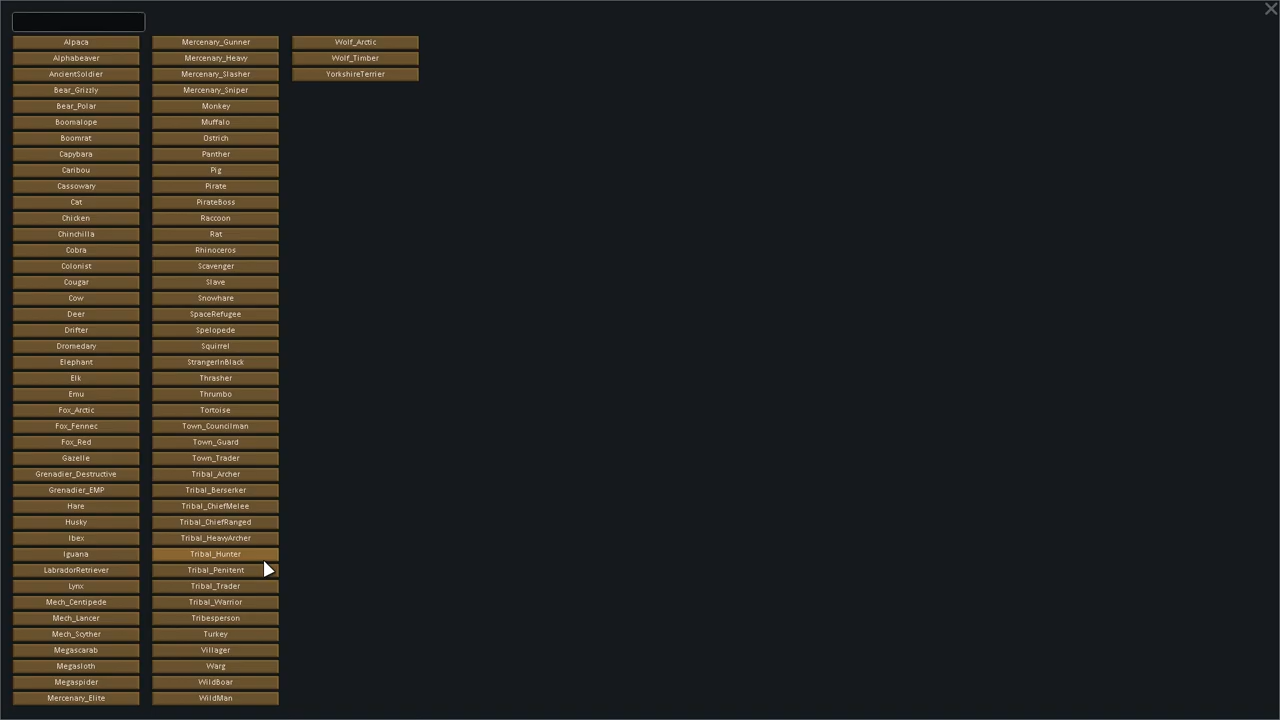 Alpaca
Alphabeaver
AncientSoldier
Bear_Grizzly
Bear_Polar
Boomalope
Boomrat
Capybara
Caribou
Cassowary
Cat
Chicken
Chinchilla
Cobra
Colonist
Cougar
Cow
Deer
Drifter
Dromedary
Elephant
Elk
Emu
Fox_Arctic
Fox_Fennec
Fox_Red
Gazelle
Grenadier_Destructive
Grenadier_EMP
Hare
Husky
Ibex
Iguana
LabradorRetriever
Lynx
Mech_Centipede
Mech_Lancer
Mech_Scyther
Megascarab
Megasloth
Megaspider
Mercenary_Elite
Mercenary_Gunner
Mercenary_Heavy
Mercenary_Slasher
Mercenary_Sniper
Monkey
Muffalo
Ostrich
Panther
Pig
Pirate
PirateBoss
Raccoon
Rat
Rhinoceros
Scavenger
Slave
Snowhare
SpaceRefugee
Spelopede
Squirrel
StrangerInBlack
Thrasher
Thrumbo
Tortoise
Town_Councilman
Town_Guard
Town_Trader
Tribal_Archer
Tribal_Berserker
Tribal_ChiefMelee
Tribal_ChiefRanged
Tribal_HeavyArcher
Tribal_Hunter
Tribal_Penitent
Tribal_Trader
Tribal_Warrior
Tribesperson
Turkey
Villager
Warg
WildBoar
WildMan
Wolf_Arctic
Wolf_Timber
YorkshireTerrier